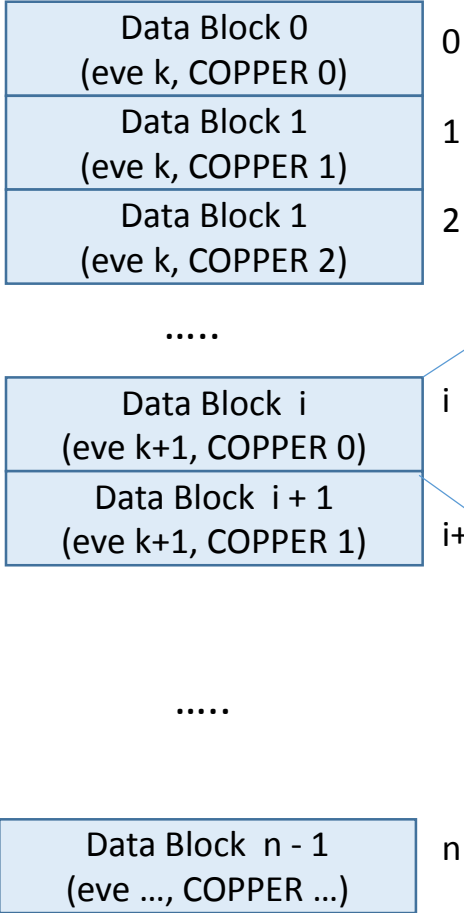 Data Block 0
(eve k, COPPER 0)
0
Data Block 1
(eve k, COPPER 1)
1
Data Block 1
(eve k, COPPER 2)
2
.....
Data Block i
(eve k+1, COPPER 0)
i
Data Block i + 1
(eve k+1, COPPER 1)
i+
.....
Data Block n - 1
(eve ..., COPPER ...)
n